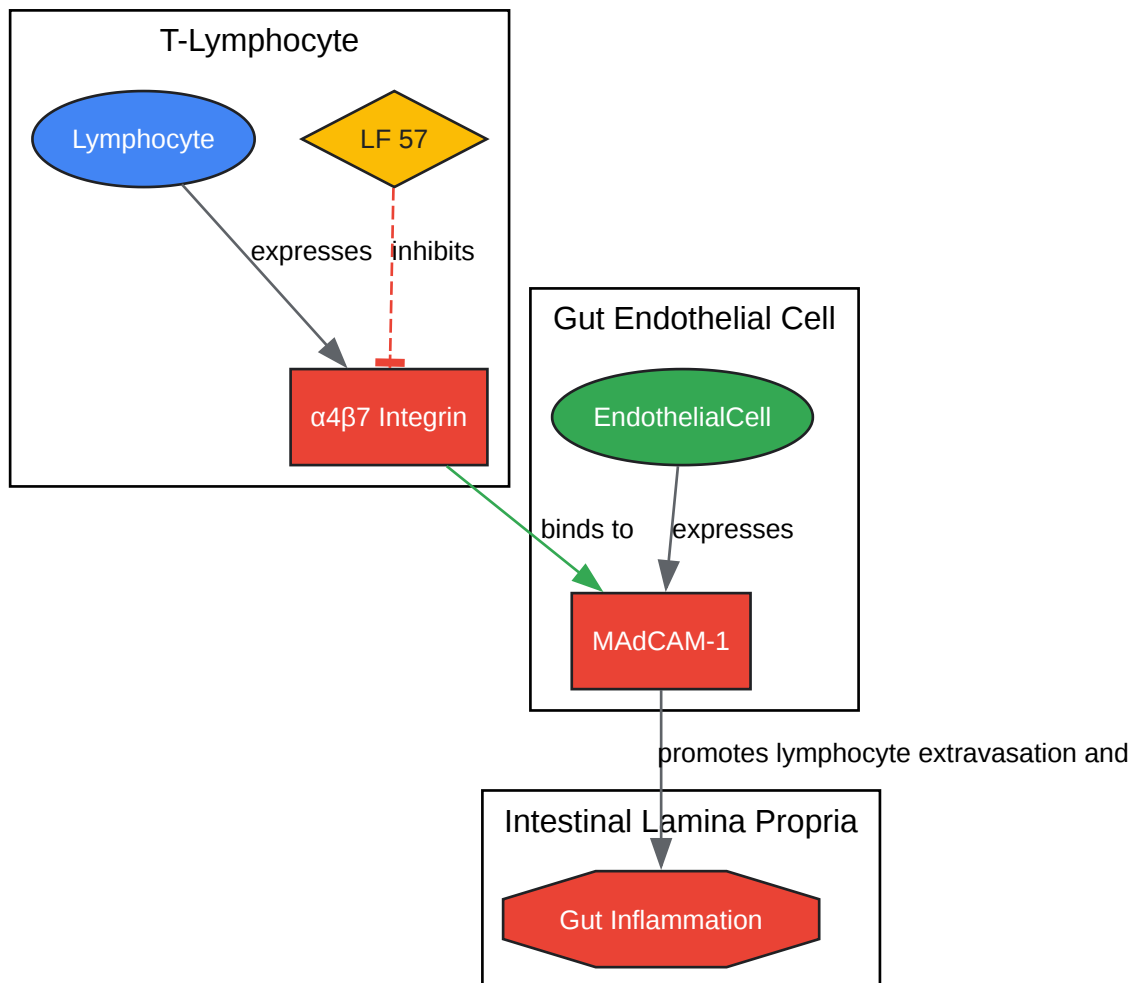 T-Lymphocyte
Lymphocyte
LF 57
expresses
inhibits
α4β7 Integrin
Gut Endothelial Cell
EndothelialCell
binds to
expresses
MAdCAM-1
promotes lymphocyte extravasation and
Intestinal Lamina Propria
Gut Inflammation